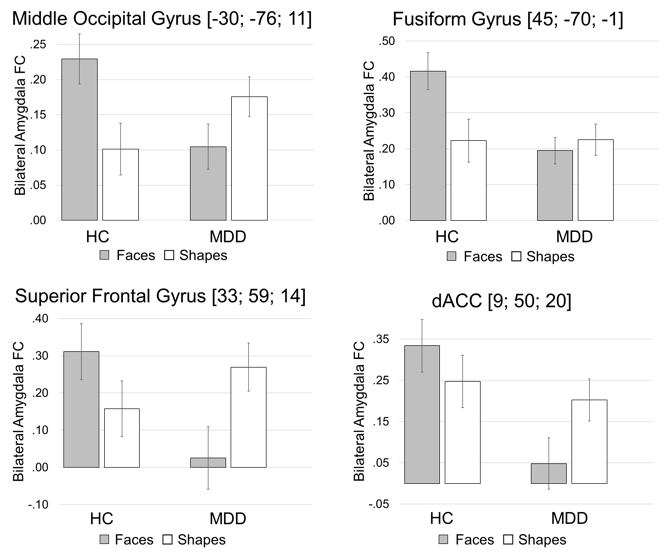 Middle Occipital Gyrus [-30; -76; 11]
Bilateral Amygdala FC
.25
.20
.15
.10
.05
.00
HC
MDD
Faces
Shapes
Fusiform Gyrus [45; -70; -1]
Bilateral Amygdala FC
.50
.40
.30
.20
.10
.00
HC
MDD
Faces
Shapes
Superior Frontal Gyrus [33; 59; 14]
Bilateral Amygdala FC
.40
.30
.20
.10
.00
-.10
HC
MDD
Faces
Shapes
dACC [9; 50; 20]
Bilateral Amygdala FC
.35
.25
.15
.05
-.05
HC
MDD
Faces
Shapes